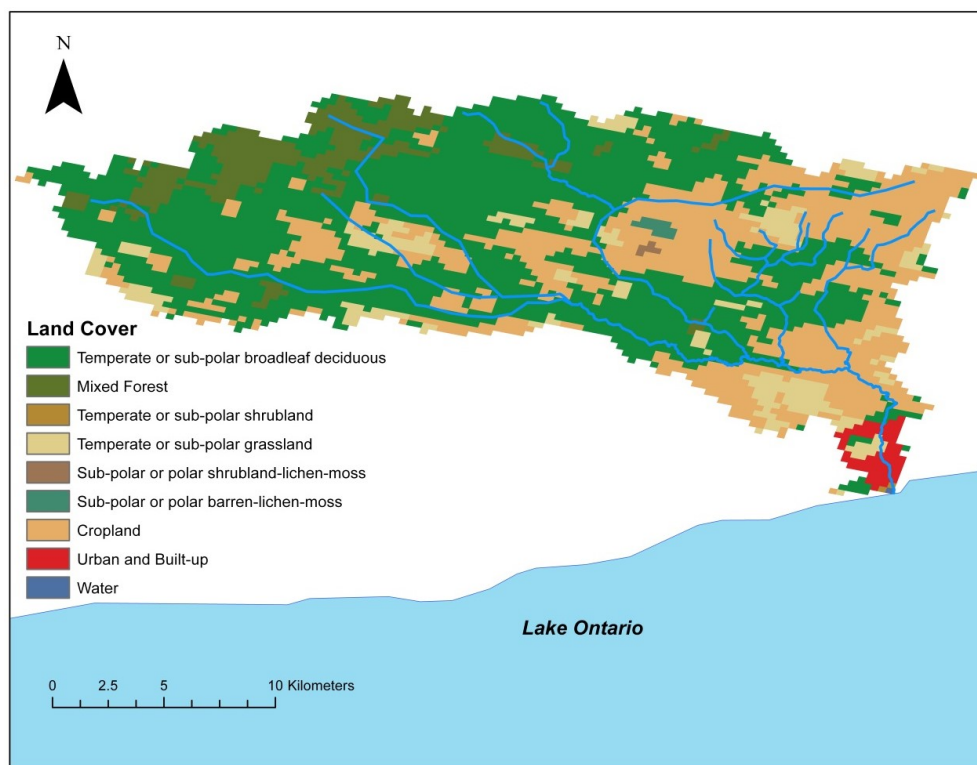 N
Land Cover
Temperate or sub-polar broadleaf deciduous
Mixed Forest
Temperate or sub-polar shrubland
Temperate or sub-polar grassland
Sub-polar or polar shrubland-lichen-moss
Sub-polar or polar barren-lichen-moss
Cropland
Urban and Built-up
Water
Lake Ontario
0 2.5 5 10 Kilometers